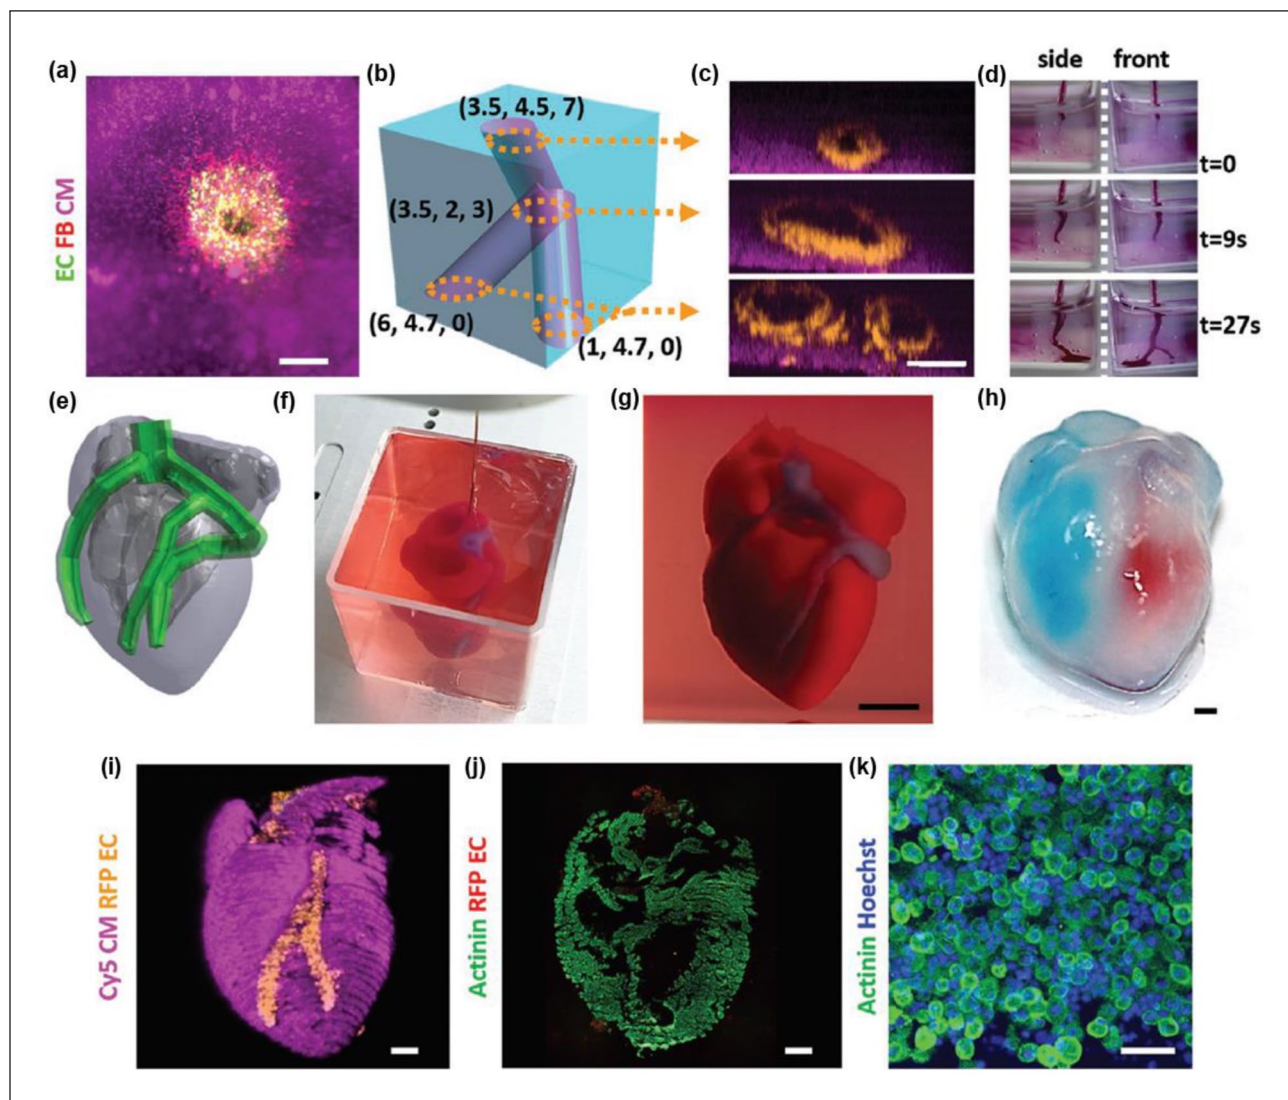 (a)
EC FB CM
(b)
(3.5, 4.5, 7)
(3.5, 2, 3)
(6, 4.7, 0)
(1, 4.7, 0)
(c)
(d)
side front
t=0
t=9s
t=27s
(e)
(f)
(g)
(h)
(i)
Cy5 CM RFP EC
(j)
Actinin RFP EC
(k)
Actinin Hoechst